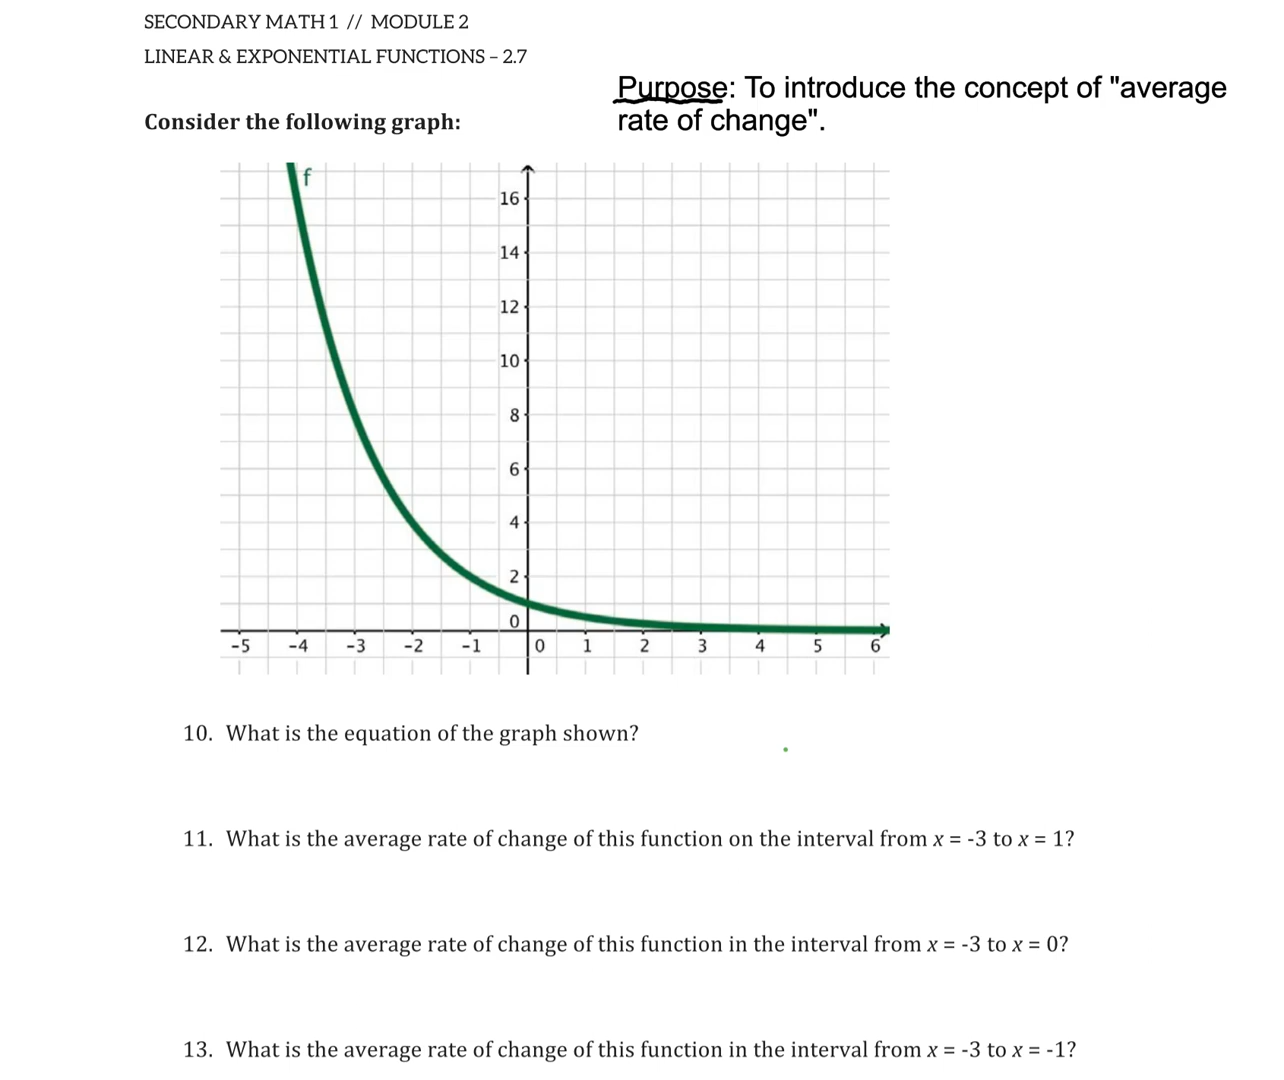 SECONDARY MATH 1 // MODULE 2
LINEAR & EXPONENTIAL FUNCTIONS – 2.7
Purpose: To introduce the concept of "average
rate of change".
Consider the following graph:
f
16
14
12
10
8
6
4
2
0
-5 -4 -3 -2 -1 0 1 2 3 4 5 6
10. What is the equation of the graph shown?
11. What is the average rate of change of this function on the interval from x = -3 to x = 1?
12. What is the average rate of change of this function in the interval from x = -3 to x = 0?
13. What is the average rate of change of this function in the interval from x = -3 to x = -1?